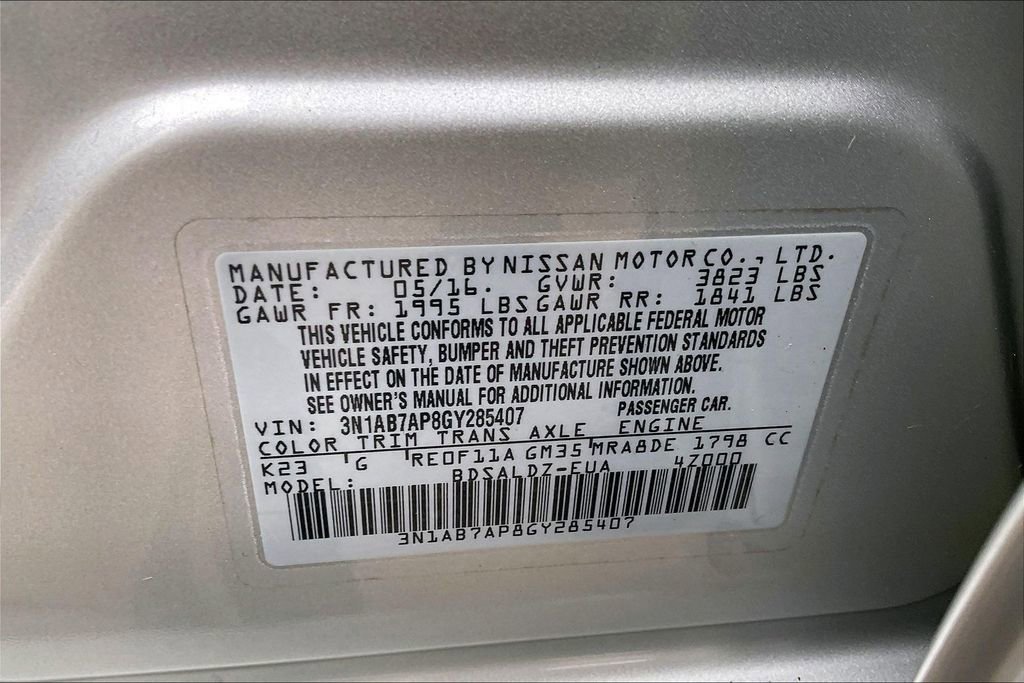 MANUFACTURED BY NISSAN MOTOR CO., LTD.
DATE: 05/16. GVWR: 3823 LBS
GAWR FR: 1995 LBS GAWR RR: 1841 LBS
THIS VEHICLE CONFORMS TO ALL APPLICABLE FEDERAL MOTOR
VEHICLE SAFETY, BUMPER AND THEFT PREVENTION STANDARDS
IN EFFECT ON THE DATE OF MANUFACTURE SHOWN ABOVE.
SEE OWNER'S MANUAL FOR ADDITIONAL INFORMATION.
VIN: 3N1AB7AP8GY285407 PASSENGER CAR.
COLOR TRIM TRANS AXLE ENGINE
K23 G RE0F11A GM35 MRA8DE 1798 CC
MODEL: BDSALDZ-EUA 4Z000
3N1AB7AP8GY285407